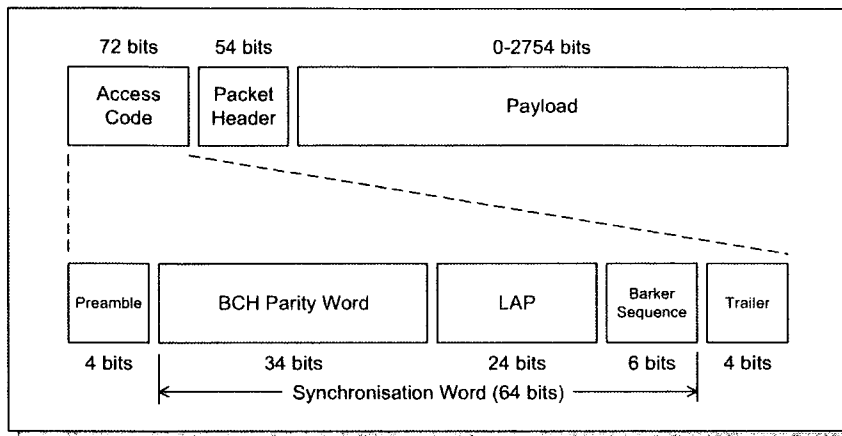 72 bits 54 bits 0-2754 bits
Access Code
Packet Header
Payload
Preamble
BCH Parity Word
LAP
Barker Sequence
Trailer
4 bits 34 bits 24 bits 6 bits 4 bits
Synchronisation Word (64 bits)